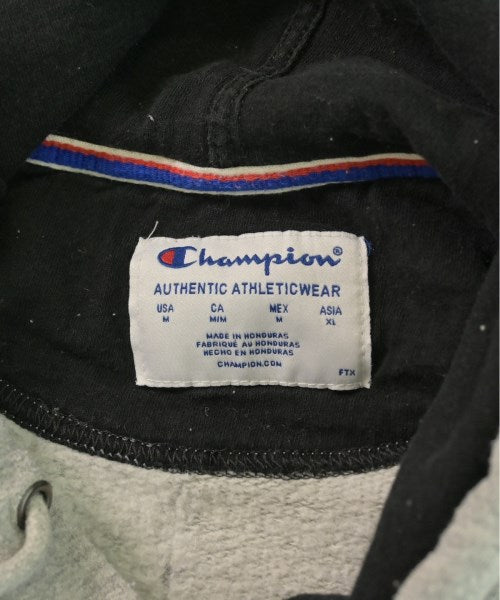 Champion®
AUTHENTIC ATHLETICWEAR
USA CA MEX ASIA
M M/M M XL
MADE IN HONDURAS
FABRIQUÉ AU HONDURAS
HECHO EN HONDURAS
CHAMPION.COM
FTX